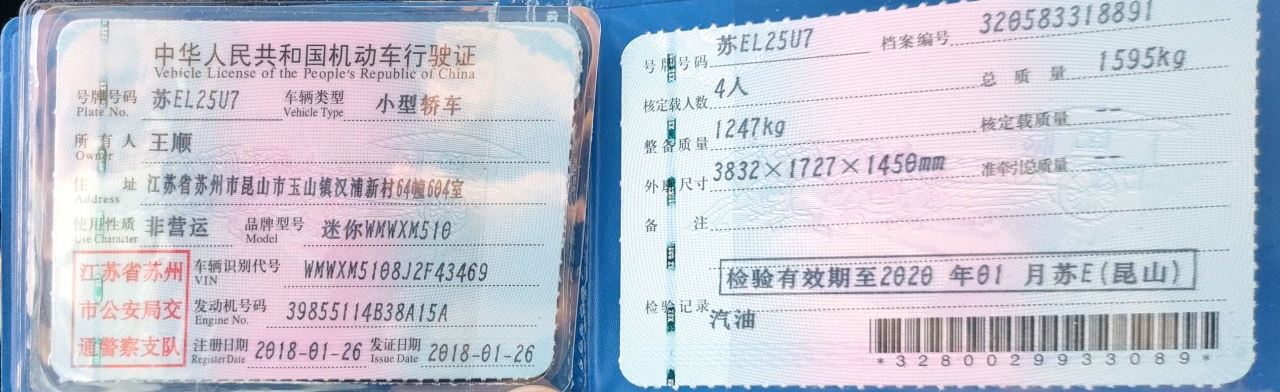 中华人民共和国机动车行驶证
Vehicle License of the People's Republic of China
号牌号码 苏EL25U7 车辆类型 小型轿车
Plate No. Vehicle Type
所有人 王顺
Owner
住址 江苏省苏州市昆山市玉山镇汉浦新村64幢604室
Address
使用性质 非营运 品牌型号 迷你WMWXM510
Use Character Model
江苏省苏州
市公安局交
通警察支队
车辆识别代号 WMWXM5108J2F43469
VIN
发动机号码 39855114B38A15A
Engine No.
注册日期 2018-01-26 发证日期 2018-01-26
Register Date Issue Date
号牌号码 苏EL25U7 档案编号 320583318891
核定载人数 4人 总质量 1595kg
整备质量 1247kg 核定载质量 --
外廓尺寸 3832×1727×1450mm 准牵引总质量 --
备注
检验有效期至2020年01月苏E(昆山)
检验记录
汽油
*3280029933089*